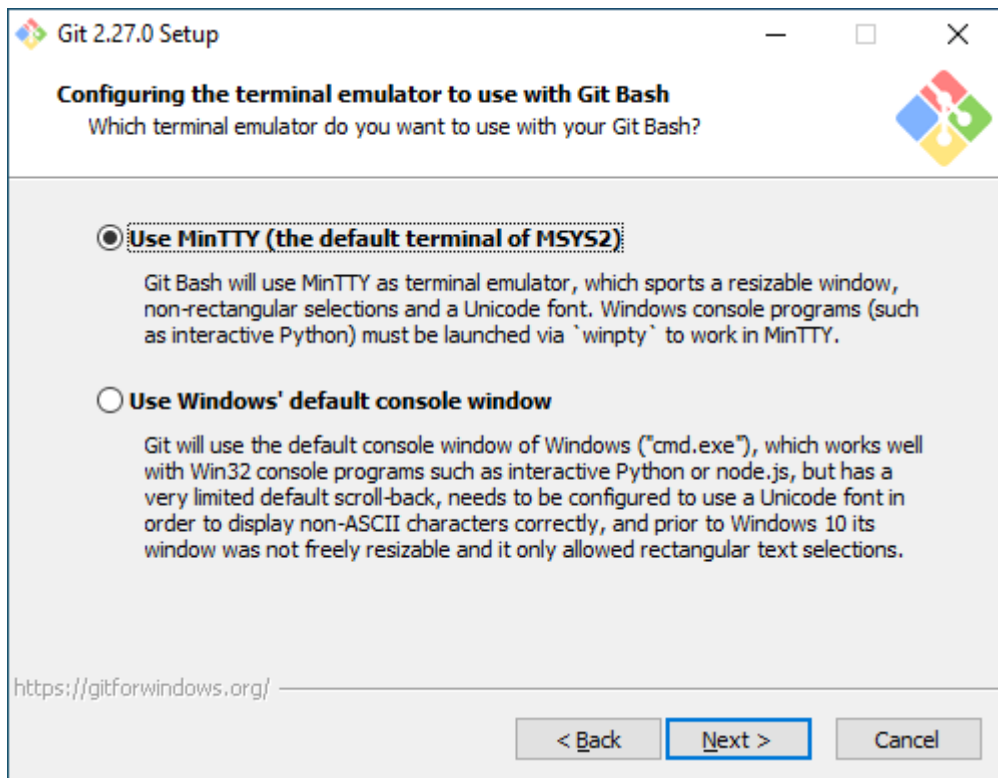 Git 2.27.0 Setup
Configuring the terminal emulator to use with Git Bash
Which terminal emulator do you want to use with your Git Bash?
Use MinTTY (the default terminal of MSYS2)
Git Bash will use MinTTY as terminal emulator, which sports a resizable window,
non-rectangular selections and a Unicode font. Windows console programs (such
as interactive Python) must be launched via `winpty` to work in MinTTY.
Use Windows' default console window
Git will use the default console window of Windows ("cmd.exe"), which works well
with Win32 console programs such as interactive Python or node.js, but has a
very limited default scroll-back, needs to be configured to use a Unicode font in
order to display non-ASCII characters correctly, and prior to Windows 10 its
window was not freely resizable and it only allowed rectangular text selections.
https://gitforwindows.org/
< Back
Next >
Cancel